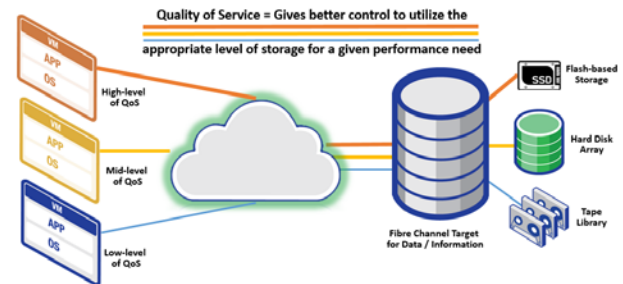 Quality of Service = Gives better control to utilize the
appropriate level of storage for a given performance need
VM
APP
OS
High-level
of QoS
VM
APP
OS
Mid-level
of QoS
VM
APP
OS
Low-level
of QoS
Fibre Channel Target
for Data / Information
SSD
Flash-based
Storage
Hard Disk
Array
Tape
Library